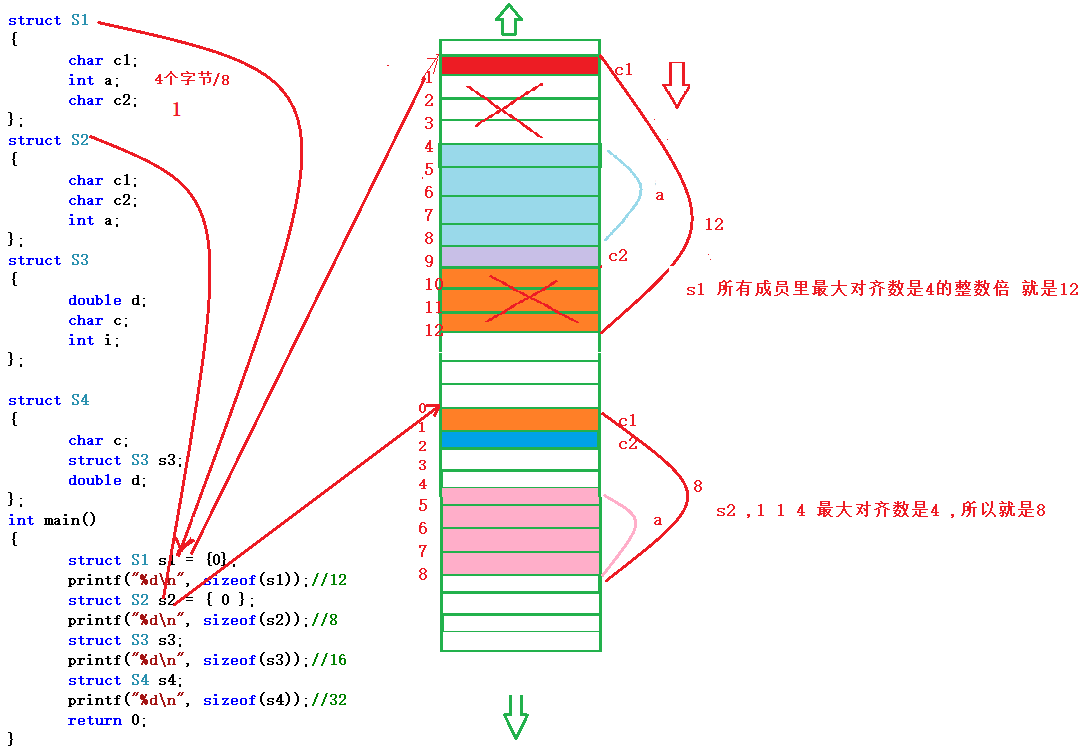 struct S1
{
char c1;
int a;
char c2;
};
struct S2
{
char c1;
char c2;
int a;
};
struct S3
{
double d;
char c;
int i;
};
struct S4
{
char c;
struct S3 s3;
double d;
};
int main()
{
struct S1 s1 = {0};
printf("%d\n", sizeof(s1));//12
struct S2 s2 = { 0 };
printf("%d\n", sizeof(s2));//8
struct S3 s3;
printf("%d\n", sizeof(s3));//16
struct S4 s4;
printf("%d\n", sizeof(s4));//32
return 0;
}
4个字节/8
1
1
2
3
4
5
6
7
8
9
10
11
12
c1
a
c2
12
s1 所有成员里最大对齐数是4的整数倍 就是12
0
1
2
3
4
5
6
7
8
c1
c2
a
8
s2 ,1 1 4 最大对齐数是4 ,所以就是8